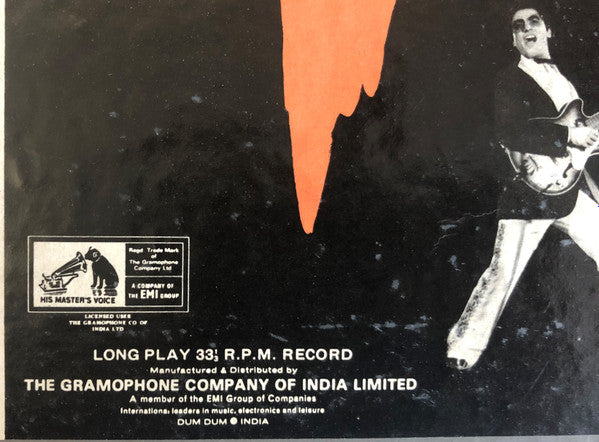 Regd. Trade Mark
of
The Gramophone
Company Ltd
HIS MASTER'S VOICE
A COMPANY OF
THE EMI GROUP
LICENSED USER
THE GRAMOPHONE CO OF
INDIA LTD
LONG PLAY 33⅓ R.P.M. RECORD
Manufactured & Distributed by
THE GRAMOPHONE COMPANY OF INDIA LIMITED
A member of the EMI Group of Companies
International leaders in music, electronics and leisure
DUM DUM ● INDIA